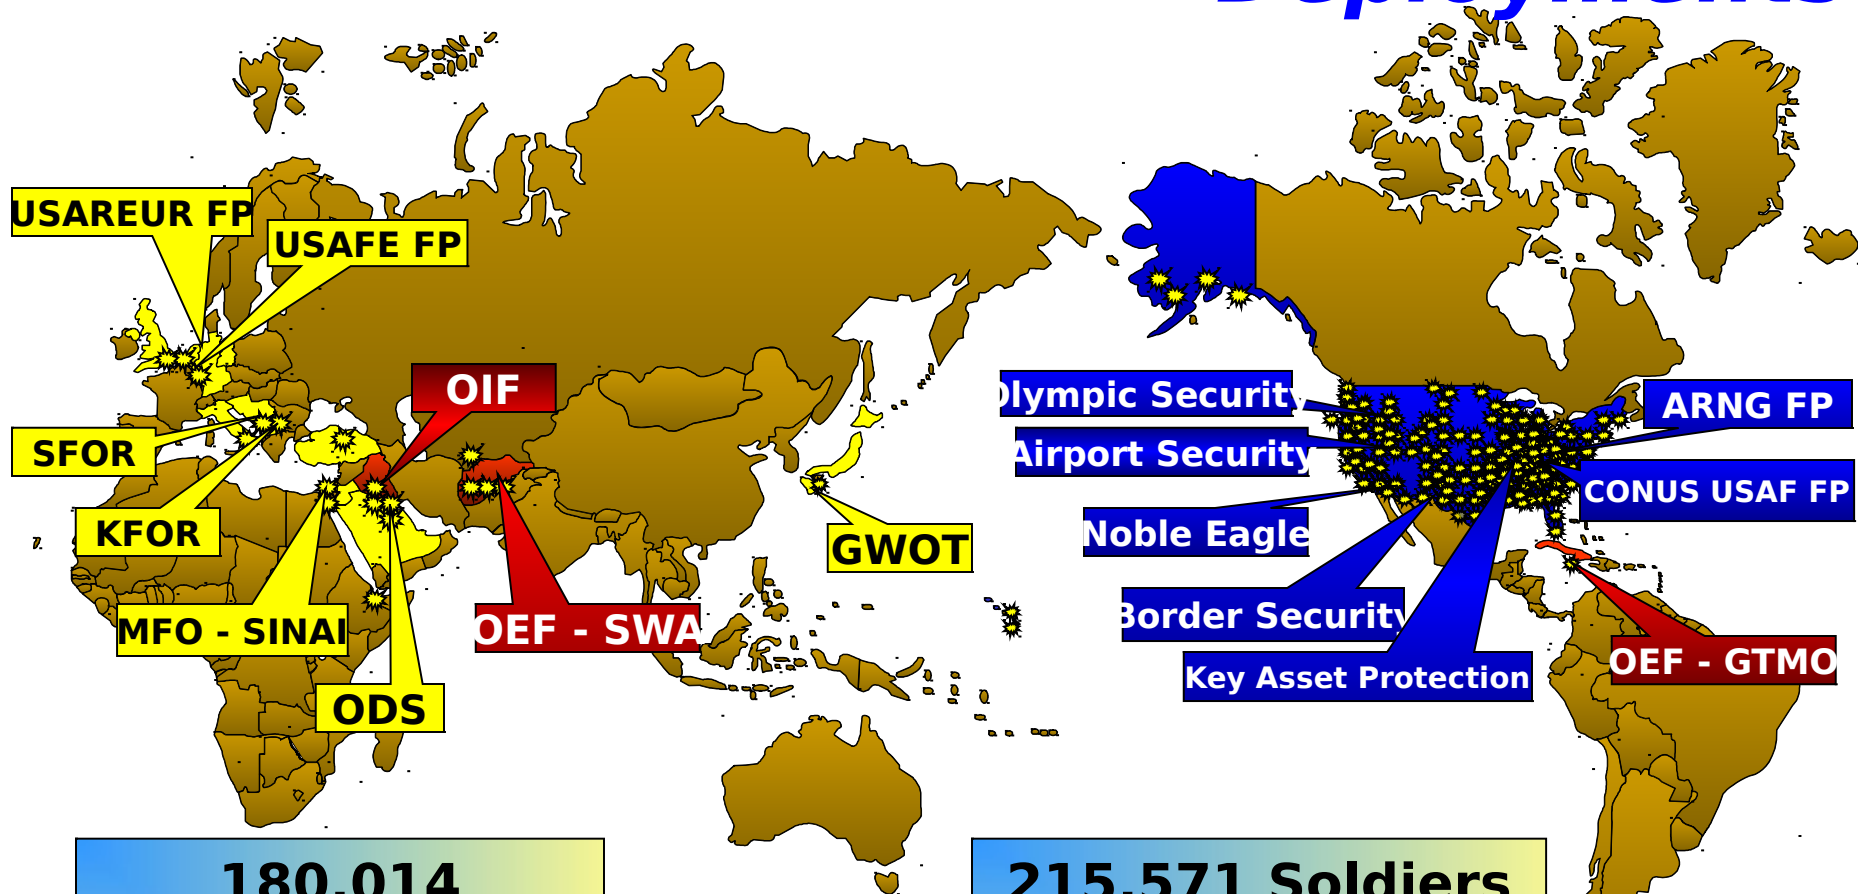 Deployments
USAREUR FP
USAFE FP
OIF
SFOR
KFOR
MFO - SINAI
ODS
OEF - SWA
GWOT
Olympic Security
Airport Security
Noble Eagle
Border Security
Key Asset Protection
ARNG FP
CONUS USAF FP
OEF - GTMO
180,014
215,571 Soldiers